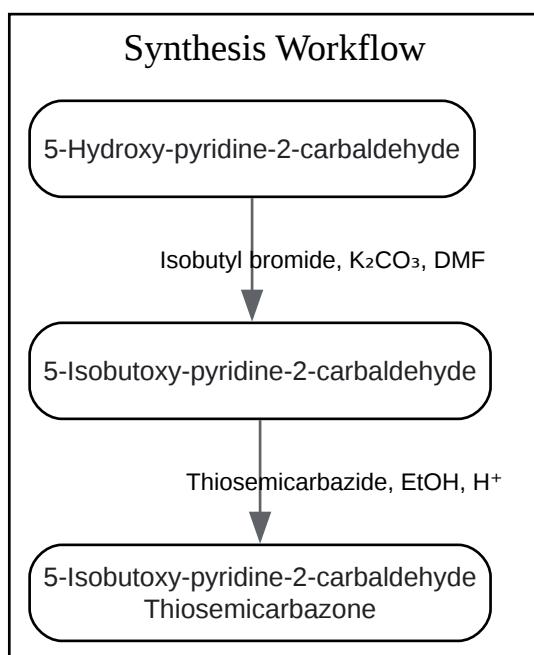 Synthesis Workflow
5-Hydroxy-pyridine-2-carbaldehyde
Isobutyl bromide, K₂CO₃, DMF
5-Isobutoxy-pyridine-2-carbaldehyde
Thiosemicarbazide, EtOH, H⁺
5-Isobutoxy-pyridine-2-carbaldehyde
Thiosemicarbazone